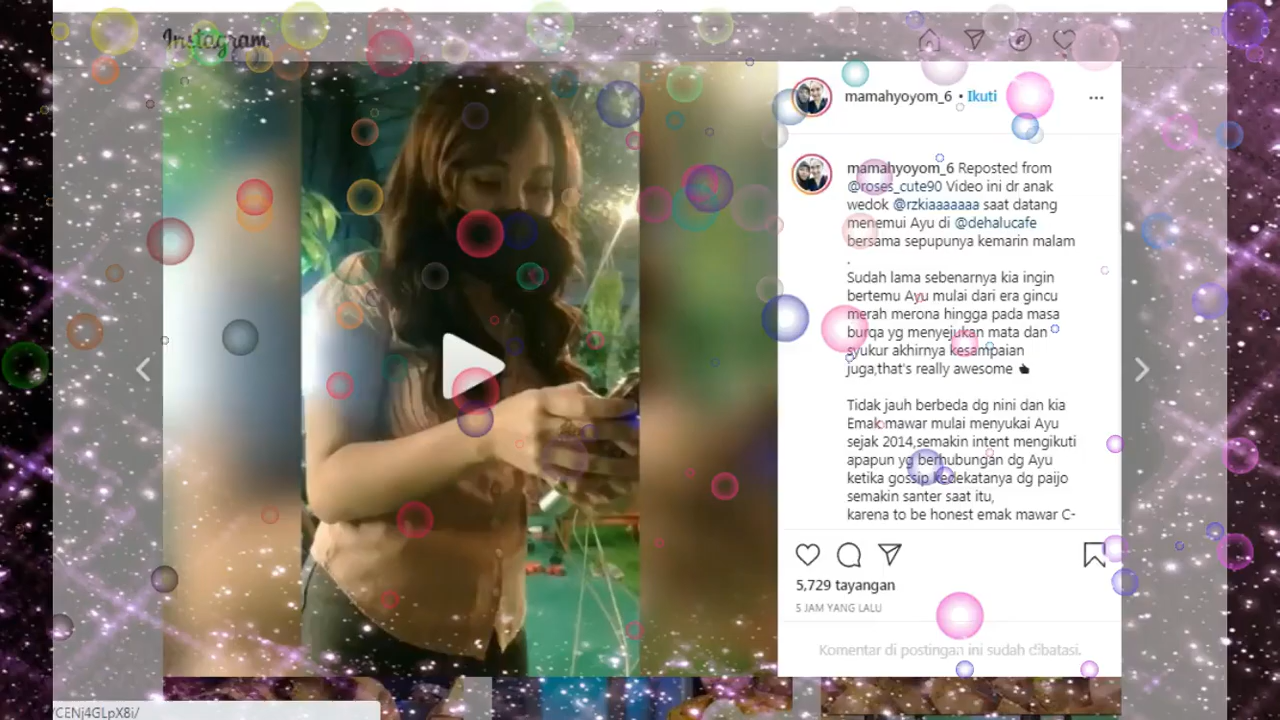 Instagram
mamahyoyom_6 • Ikuti
mamahyoyom_6 Reposted from
@roses_cute90 Video ini dr anak
wedok @rzkiaaaaaaa saat datang
menemui Ayu di @dehalucafe
bersama sepupunya kemarin malam
.
Sudah lama sebenarnya kia ingin
bertemu Ayu mulai dari era gincu
merah merona hingga pada masa
burqa yg menyejukan mata dan
syukur akhirnya kesampaian
juga,that's really awesome
Tidak jauh berbeda dg nini dan kia
Emak mawar mulai menyukai Ayu
sejak 2014,semakin intent mengikuti
apapun yg berhubungan dg Ayu
ketika gossip kedekatanya dg paijo
semakin santer saat itu,
karena to be honest emak mawar C-
5,729 tayangan
5 JAM YANG LALU
Komentar di postingan ini sudah dibatasi.
/CENj4GLpX8i/